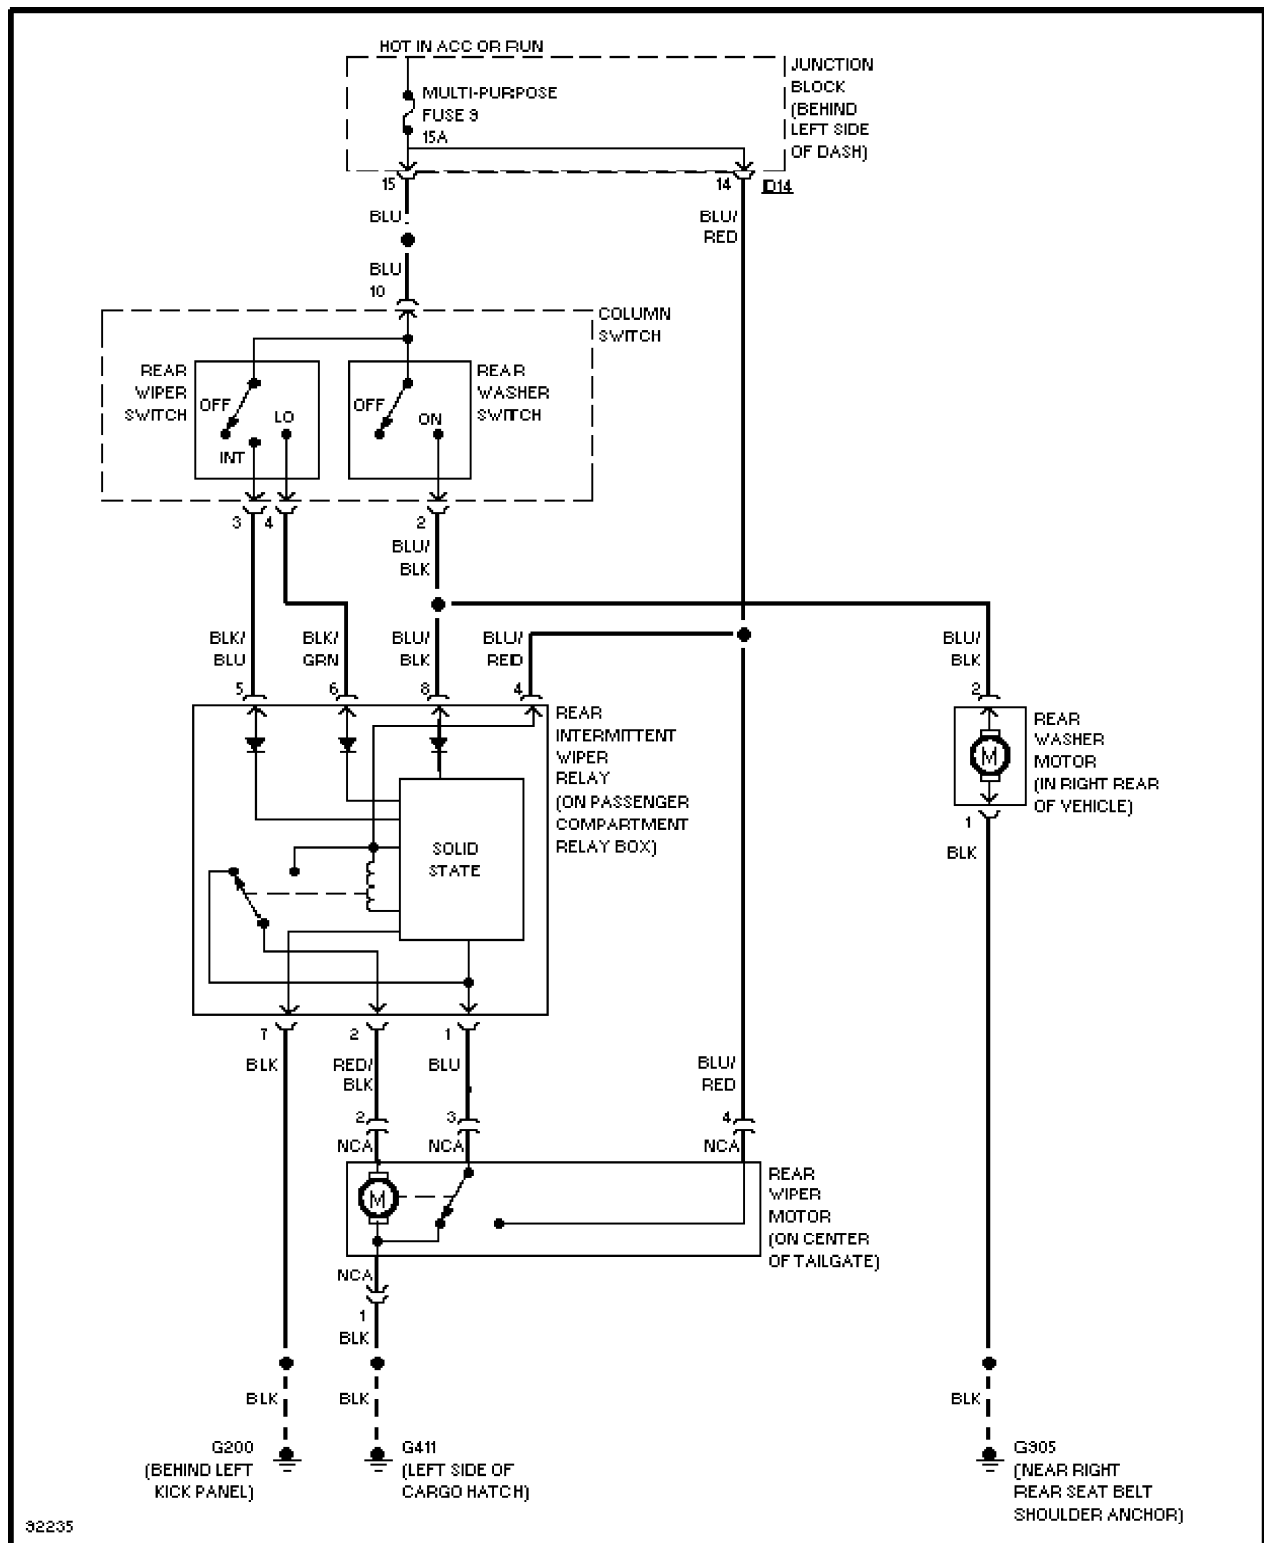 HOT IN ACC OR RUN
JUNCTION
BLOCK
(BEHIND
LEFT SIDE
OF DASH)
MULTI-PURPOSE
FUSE 9
15A
15
14
D14
BLU
BLU/
RED
BLU
10
COLUMN
SWITCH
REAR
WIPER
SWITCH
OFF
LO
INT
OFF
ON
REAR
WASHER
SWITCH
3
4
2
BLU/
BLK
BLK/
BLU
BLK/
GRN
BLU/
BLK
BLU/
RED
BLU/
BLK
5
6
8
4
2
REAR
INTERMITTENT
WIPER
RELAY
(ON PASSENGER
COMPARTMENT
RELAY BOX)
SOLID
STATE
M
REAR
WASHER
MOTOR
(IN RIGHT REAR
OF VEHICLE)
1
BLK
7
2
1
BLK
RED/
BLK
BLU
BLU/
RED
2
3
4
NCA
NCA
NCA
M
REAR
WIPER
MOTOR
(ON CENTER
OF TAILGATE)
NCA
1
BLK
BLK
BLK
BLK
G200
(BEHIND LEFT
KICK PANEL)
G411
(LEFT SIDE OF
CARGO HATCH)
G905
(NEAR RIGHT
REAR SEAT BELT
SHOULDER ANCHOR)
92235